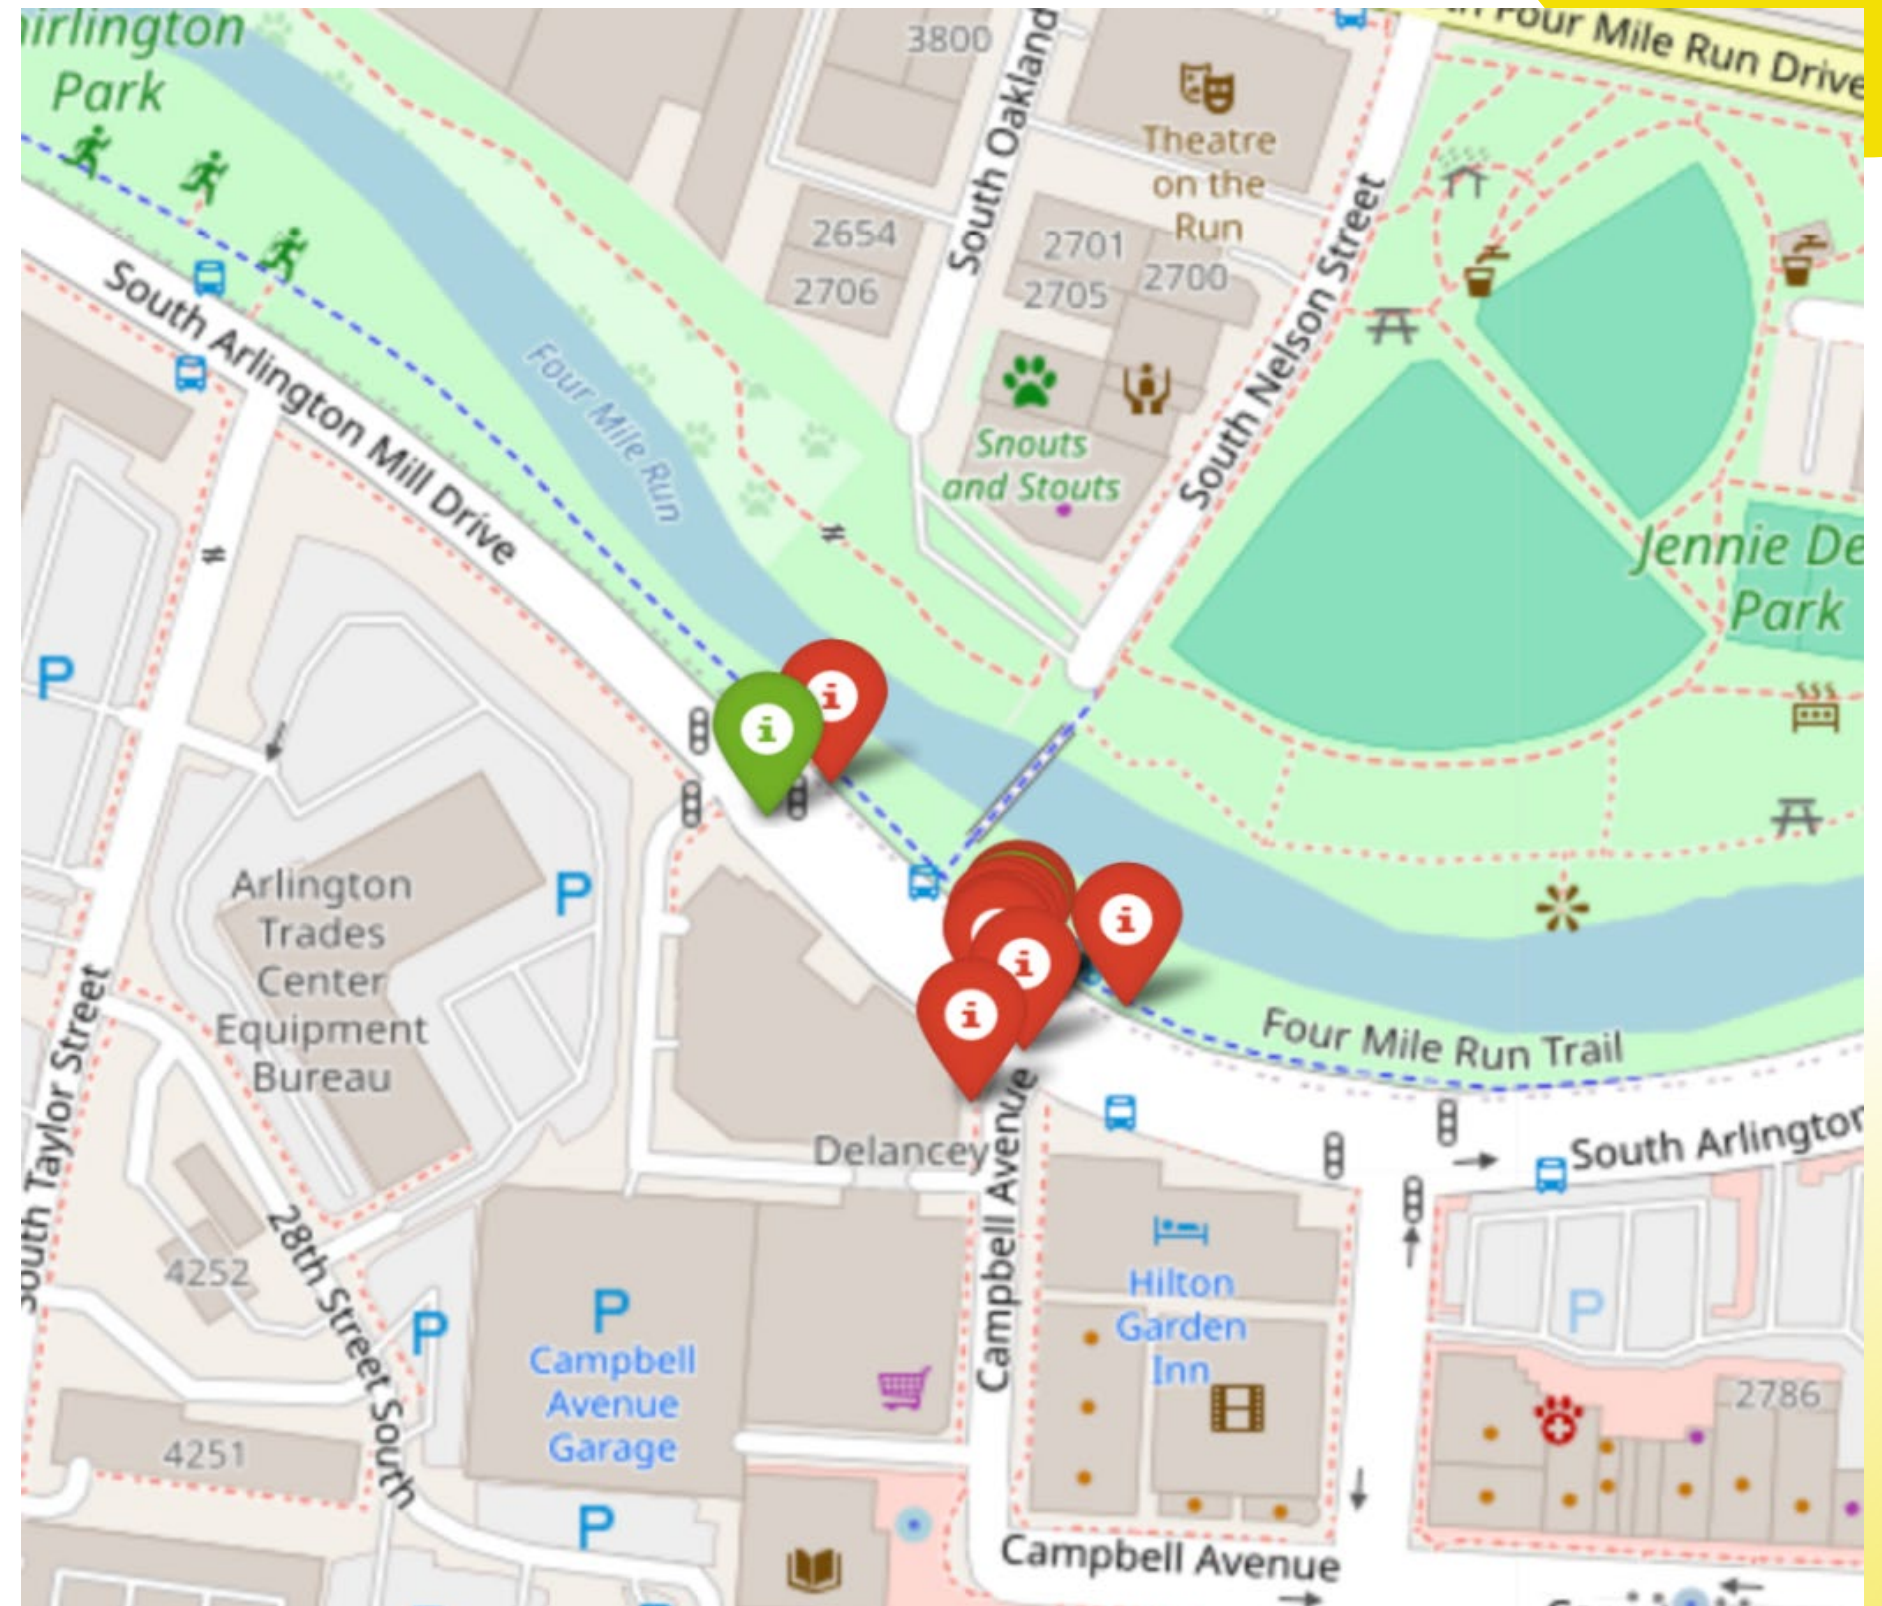 hirlington
Park
3800
Four Mile Run Drive
South Oakland
Theatre
on the
Run
2654
2706
2701
2705
2700
South Nelson Street
South Arlington Mill Drive
Four Mile Run
Snouts
and Stouts
Jennie De
Park
P
i
i
Arlington
Trades
Center
Equipment
Bureau
P
i
i
i
Four Mile Run Trail
South Taylor Street
Delancey
Campbell Avenue
South Arlington
28th Street South
4252
P
P
Campbell
Avenue
Garage
Hilton
Garden
Inn
P
2786
4251
P
Campbell Avenue